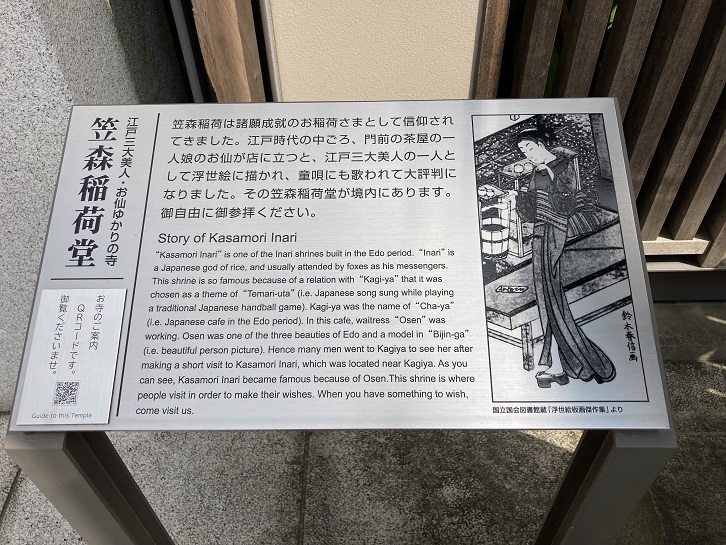 江戸三大美人・お仙ゆかりの寺
笠森稲荷堂
笠森稲荷は諸願成就のお稲荷さまとして信仰され
てきました。江戸時代の中ごろ、門前の茶屋の一
人娘のお仙が店に立つと、江戸三大美人の一人と
して浮世絵に描かれ、童唄にも歌われて大評判に
なりました。その笠森稲荷堂が境内にあります。
御自由に御参拝ください。
Story of Kasamori Inari
“Kasamori Inari” is one of the Inari shrines built in the Edo period. “Inari” is
a Japanese god of rice, and usually attended by foxes as his messengers.
This shrine is so famous because of a relation with “Kagi-ya” that it was
chosen as a theme of “Temari-uta” (i.e. Japanese song sung while playing
a traditional Japanese handball game). Kagi-ya was the name of “Cha-ya”
(i.e. Japanese cafe in the Edo period). In this cafe, waitress “Osen” was
working. Osen was one of the three beauties of Edo and a model in “Bijin-ga”
(i.e. beautiful person picture). Hence many men went to Kagiya to see her after
making a short visit to Kasamori Inari, which was located near Kagiya. As you
can see, Kasamori Inari became famous because of Osen.This shrine is where
people visit in order to make their wishes. When you have something to wish,
come visit us.
お寺のご案内
QRコードです。
御覧くださいませ。
Guide to this Temple
鈴木春信画
国立国会図書館蔵「浮世絵板画傑作集」より